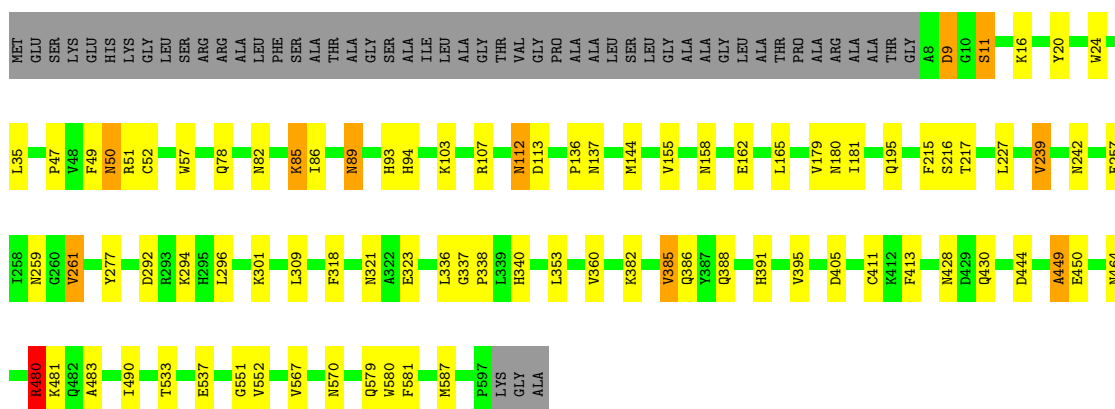 MET GLU SER LYS GLU HIS LYS GLY LEU SER ARG ARG ALA LEU PHE SER ALA THR ALA GLY SER ALA ILE LEU ALA GLY THR VAL GLY PRO ALA ALA LEU SER LEU GLY ALA ALA GLY LEU ALA THR PRO ALA ARG ALA ALA THR GLY A8 D9 G10 S11 K16 Y20 W24
L35 P47 V48 F49 N50 R51 C52 W57 Q78 N82 K85 I86 N89 H93 H94 K103 R107 N112 D113 P136 N137 M144 V155 N158 E162 L165 V179 N180 I181 Q195 F215 S216 T217 L227 V239 N242
I258 N259 G260 V261 Y277 D292 R293 K294 H295 L296 K301 L309 F318 N321 A322 E323 L336 G337 P338 L339 H340 L353 V360 K382 V385 Q386 Y387 Q388 H391 V395 D405 C411 K412 F413 N428 D429 Q430 D444 A449 E450
R480 K481 Q482 A483 I490 T533 E537 G551 V552 V567 N570 Q579 W580 F581 M587 P597 LYS GLY ALA